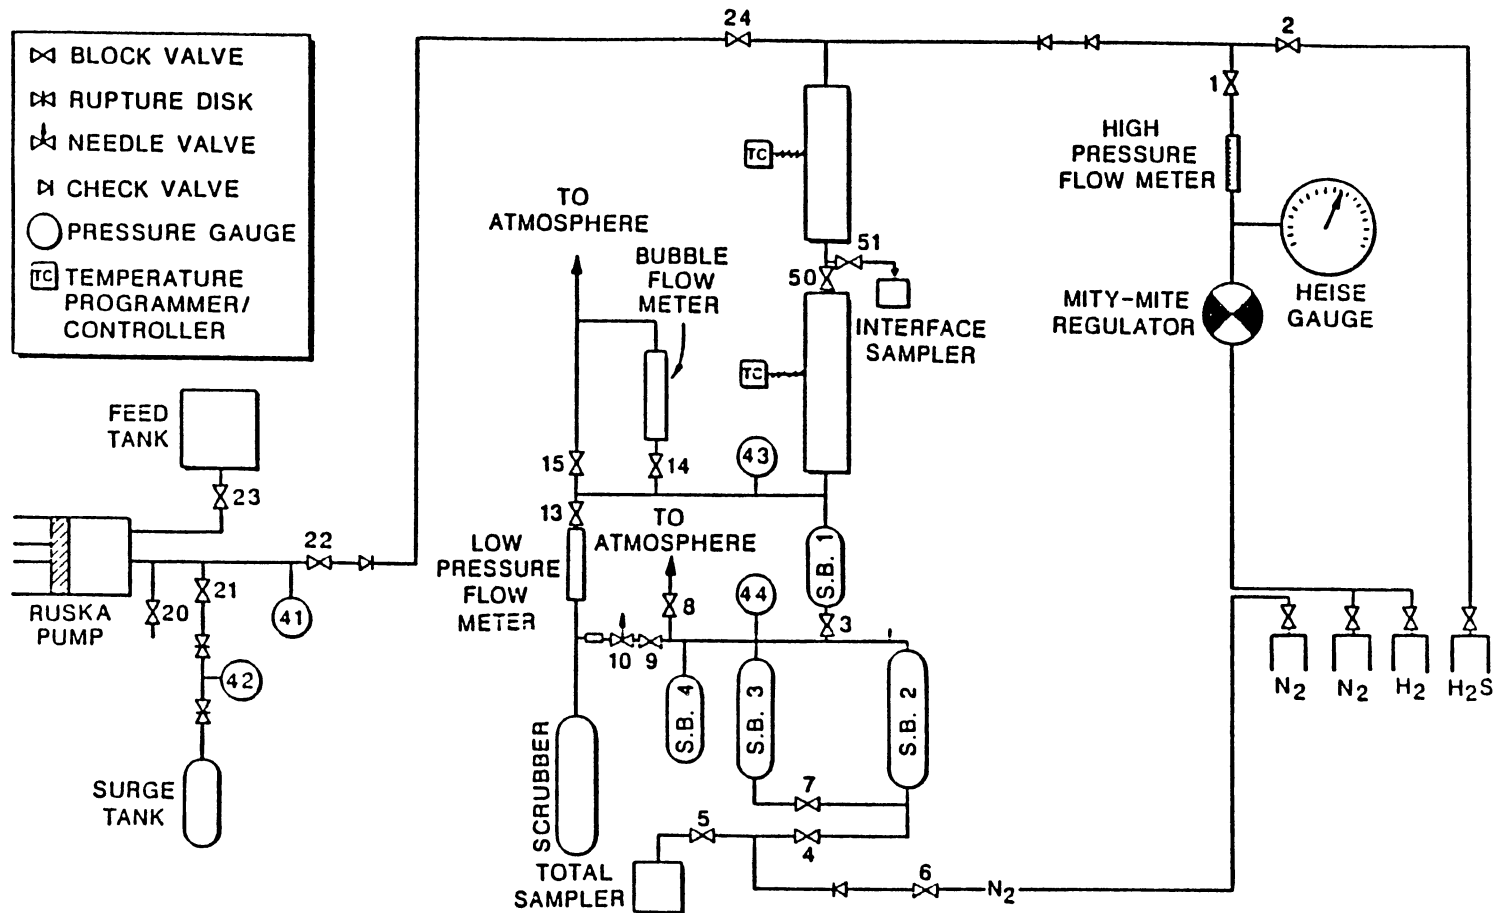 BLOCK VALVE
RUPTURE DISK
NEEDLE VALVE
CHECK VALVE
PRESSURE GAUGE
TC TEMPERATURE
PROGRAMMER/
CONTROLLER
24
2
1
HIGH
PRESSURE
FLOW METER
TC
TO
ATMOSPHERE
BUBBLE
FLOW
METER
51
50
INTERFACE
SAMPLER
MITY-MITE
REGULATOR
HEISE
GAUGE
TC
FEED
TANK
23
15
14
43
13
TO
ATMOSPHERE
22
LOW
PRESSURE
FLOW
METER
S.B. 1
21
20
41
RUSKA
PUMP
8
44
3
10
9
42
S.B. 4
S.B. 3
S.B. 2
N2
N2
H2
H2S
SURGE
TANK
SCRUBBER
7
5
4
TOTAL
SAMPLER
6
N2